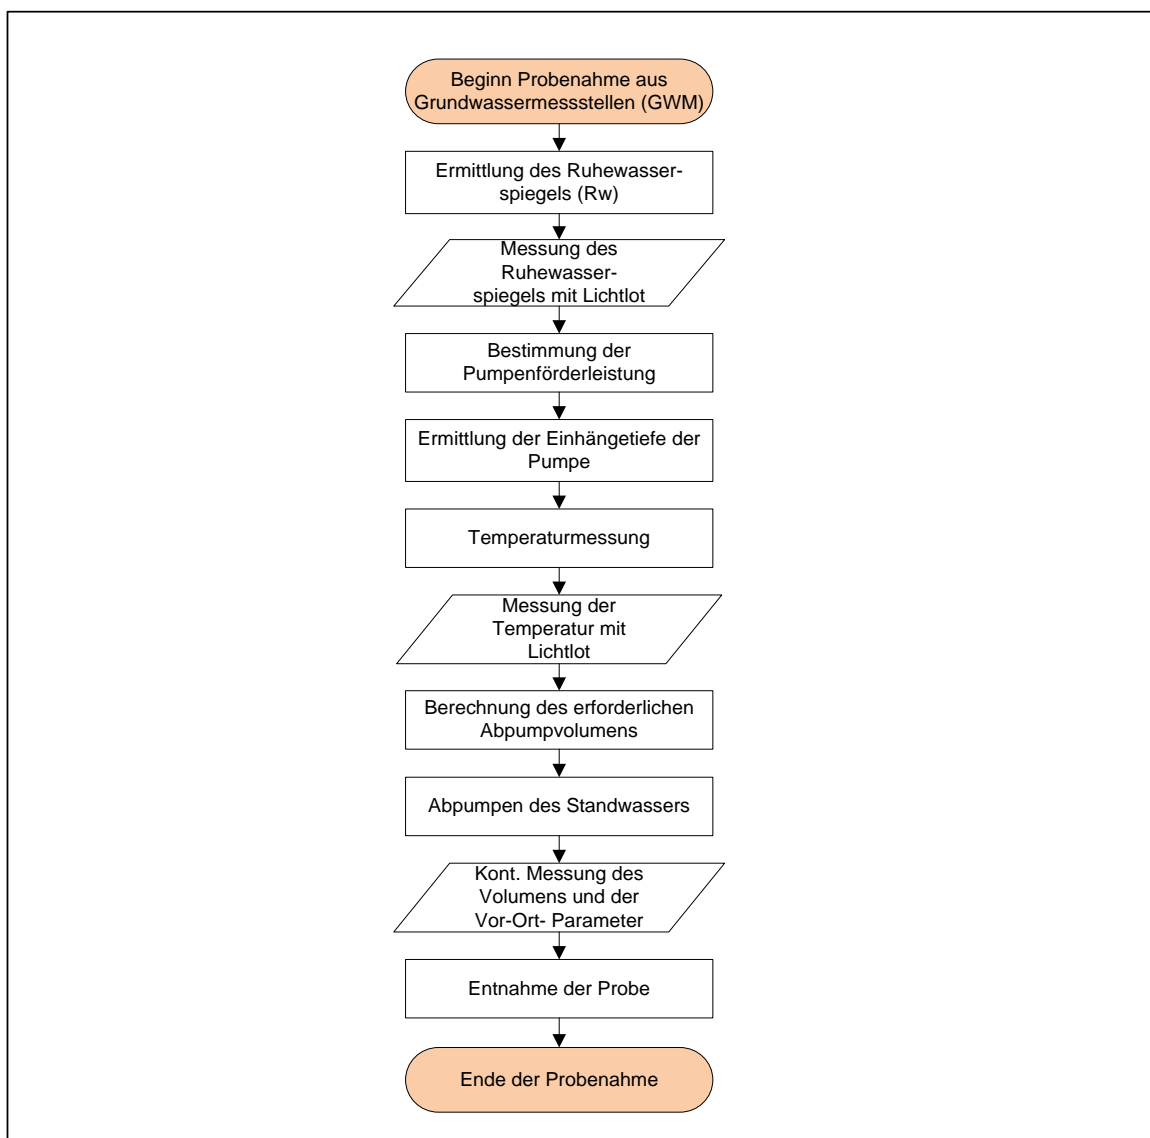 Beginn Probenahme aus
Grundwassermessstellen (GWM)
Ermittlung des Ruhewasser-
spiegels (Rw)
Messung des
Ruhewasser-
spiegels mit Lichtlot
Bestimmung der
Pumpenförderleistung
Ermittlung der Einhängetiefe der
Pumpe
Temperaturmessung
Messung der
Temperatur mit
Lichtlot
Berechnung des erforderlichen
Abpumpvolumens
Abpumpen des Standwassers
Kont. Messung des
Volumens und der
Vor-Ort- Parameter
Entnahme der Probe
Ende der Probenahme